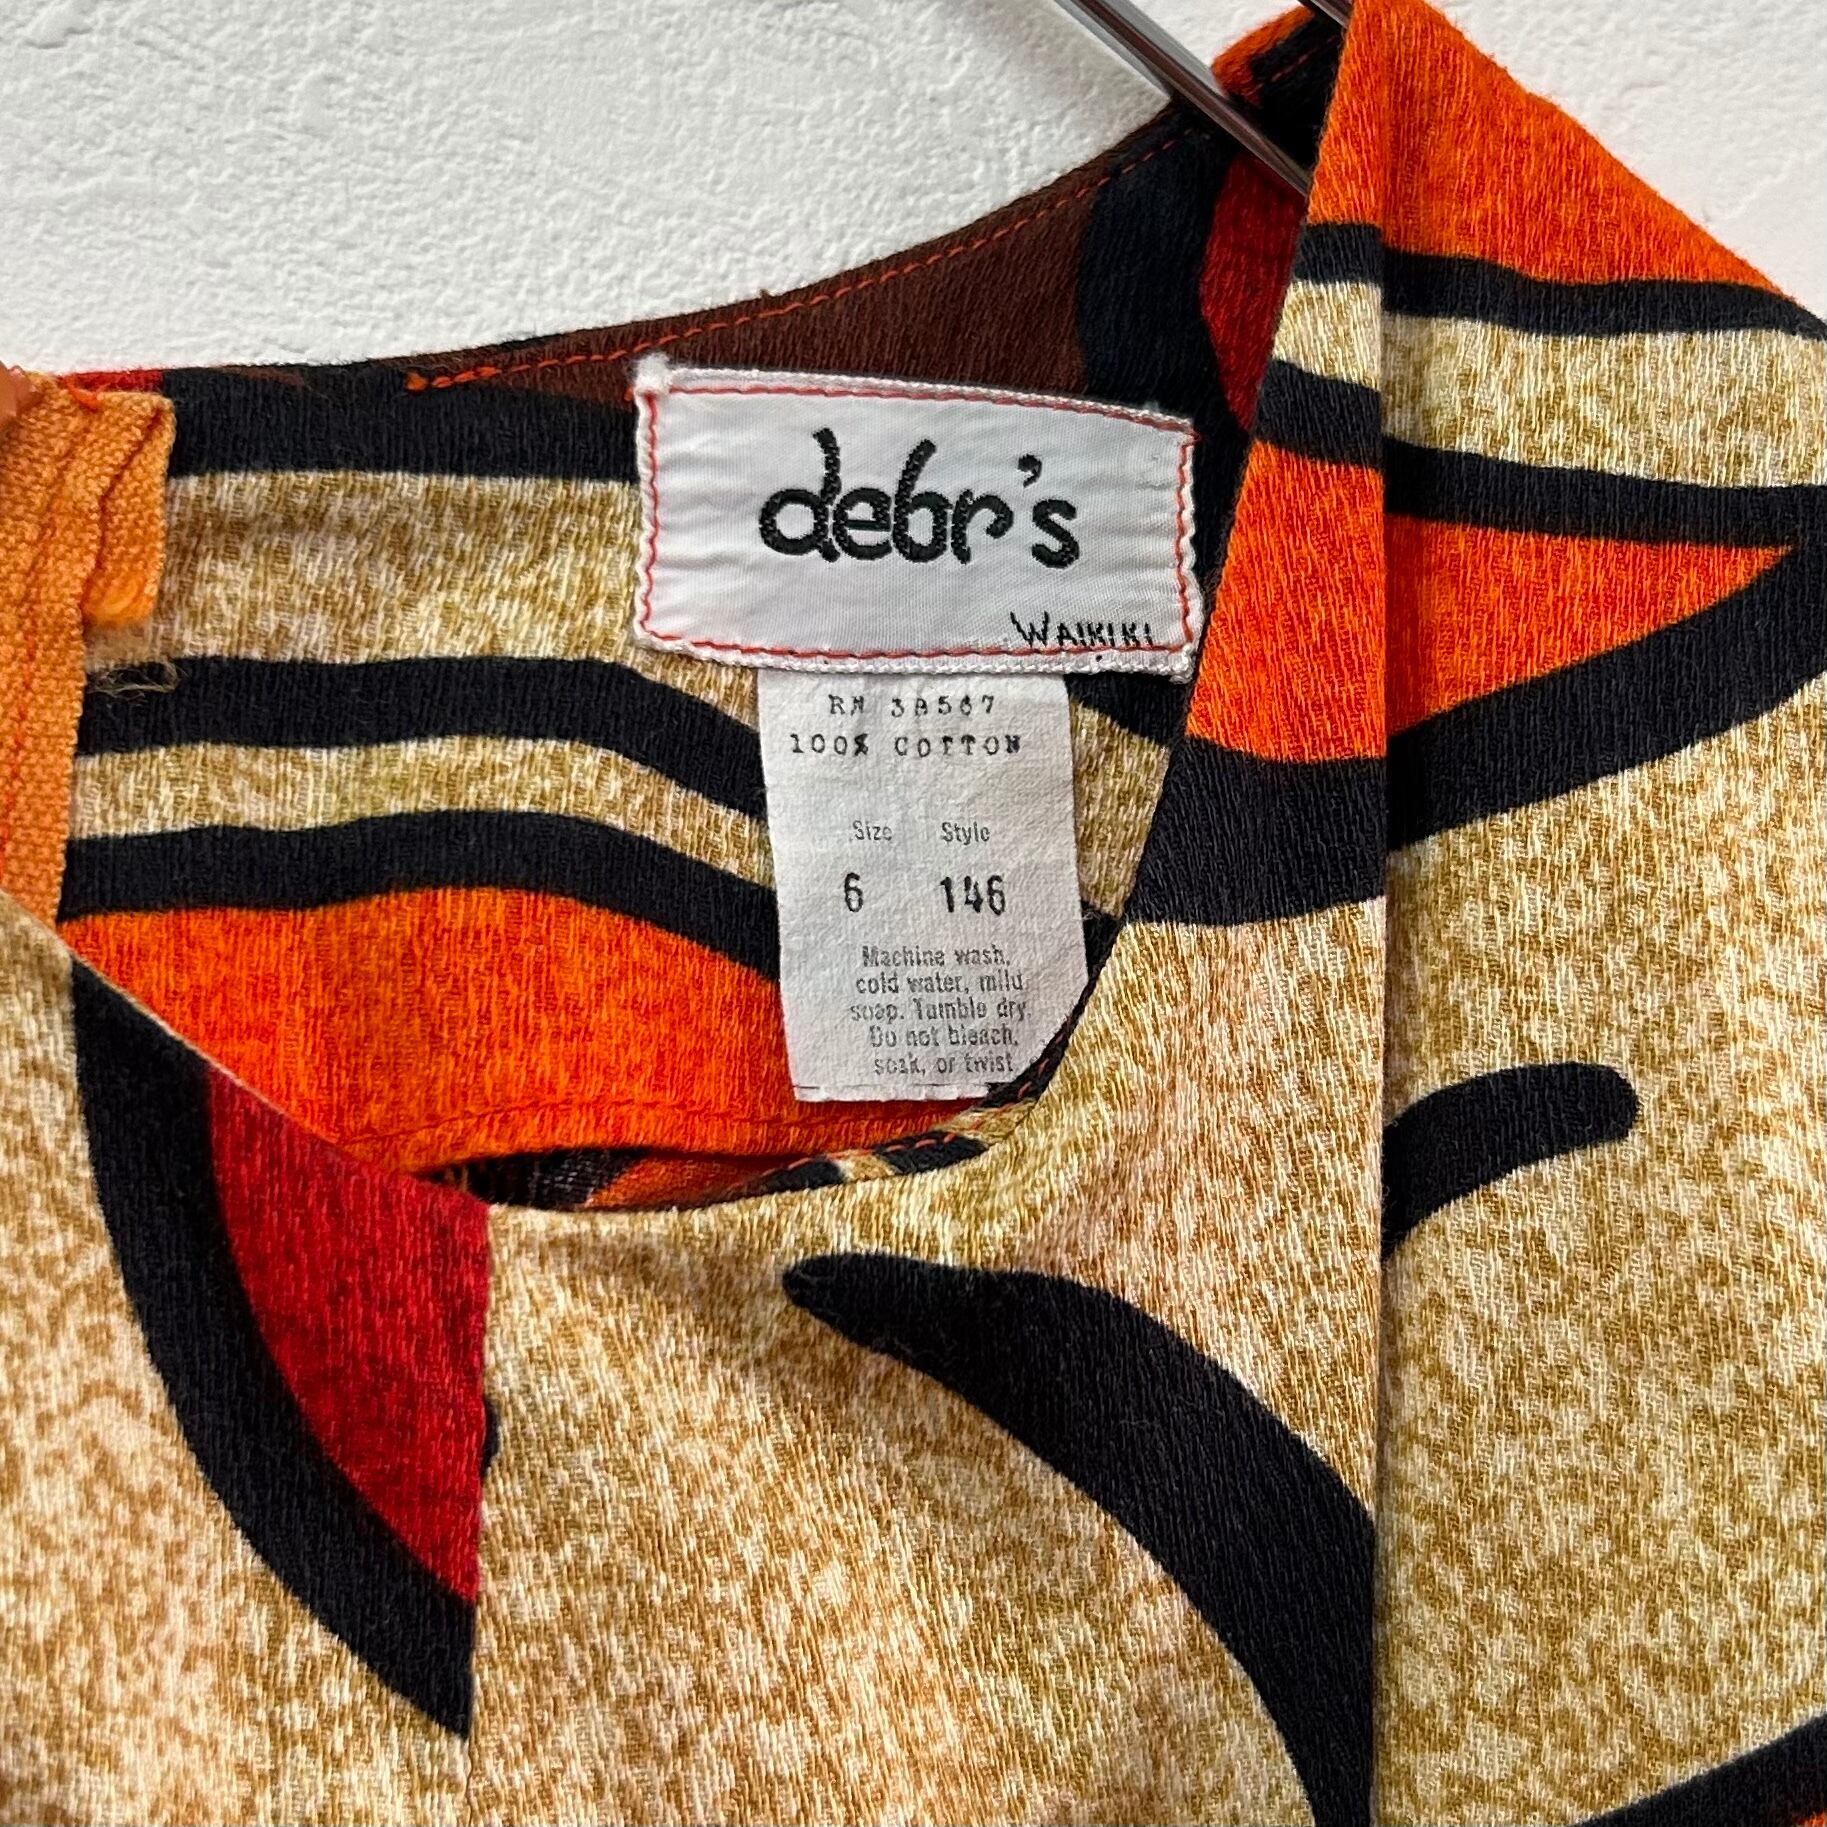 debr's
WAIKIKI
RN 38567
100% COTTON
Size Style
6 146
Machine wash,
cold water, mild
soap. Tumble dry.
Do not bleach,
soak, or twist